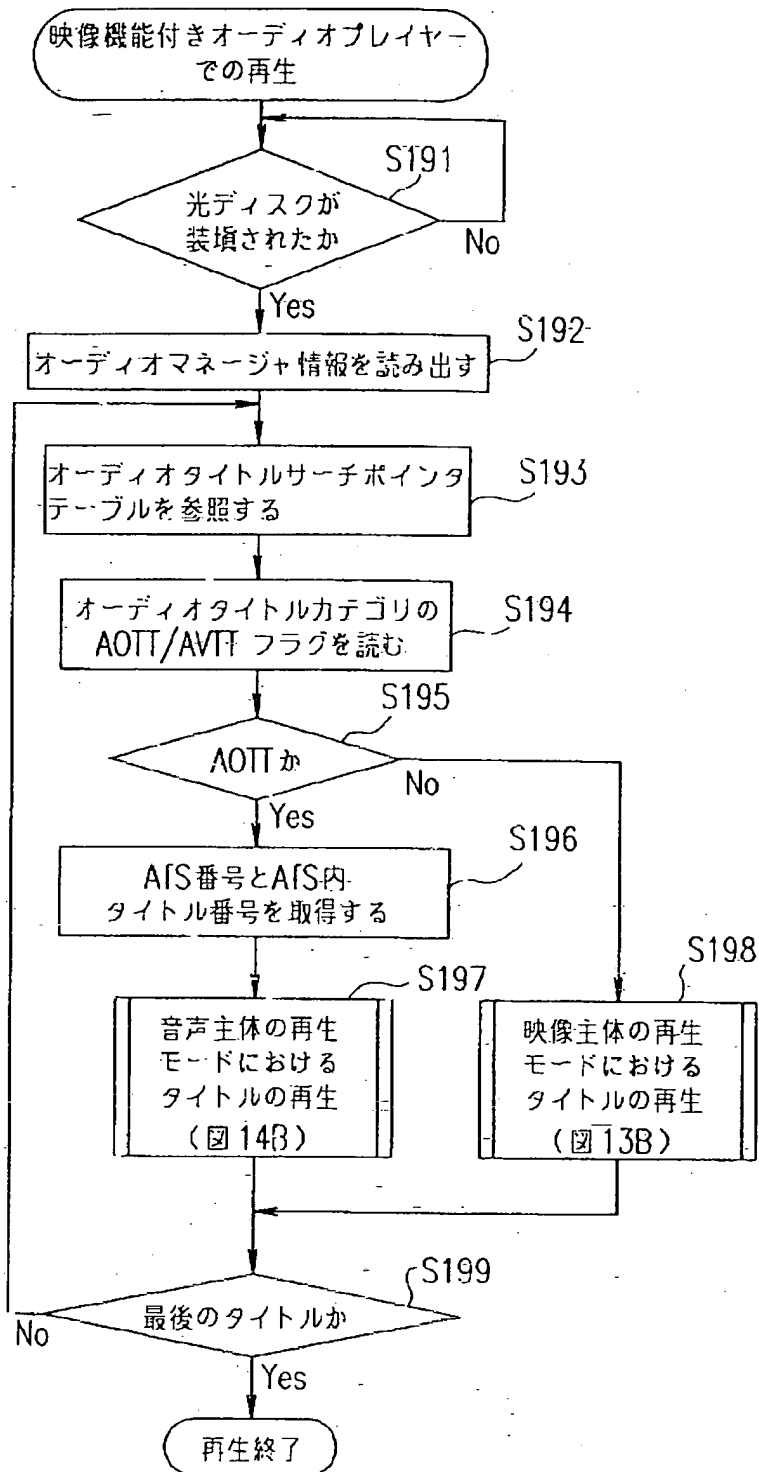 映像機能付きオーディオプレイヤー
での再生
S191
光ディスクが
装填されたか
No
Yes
S192
オーディオマネージャ情報を読み出す
S193
オーディオタイトルサーチポインタ
テーブルを参照する
S194
オーディオタイトルカテゴリの
AOTT/AVTT フラグを読む
S195
AOTTか
No
Yes
S196
ATS番号とATS内
タイトル番号を取得する
S197
音声主体の再生
モードにおける
タイトルの再生
(図14B)
S198
映像主体の再生
モードにおける
タイトルの再生
(図13B)
S199
最後のタイトルか
No
Yes
再生終了